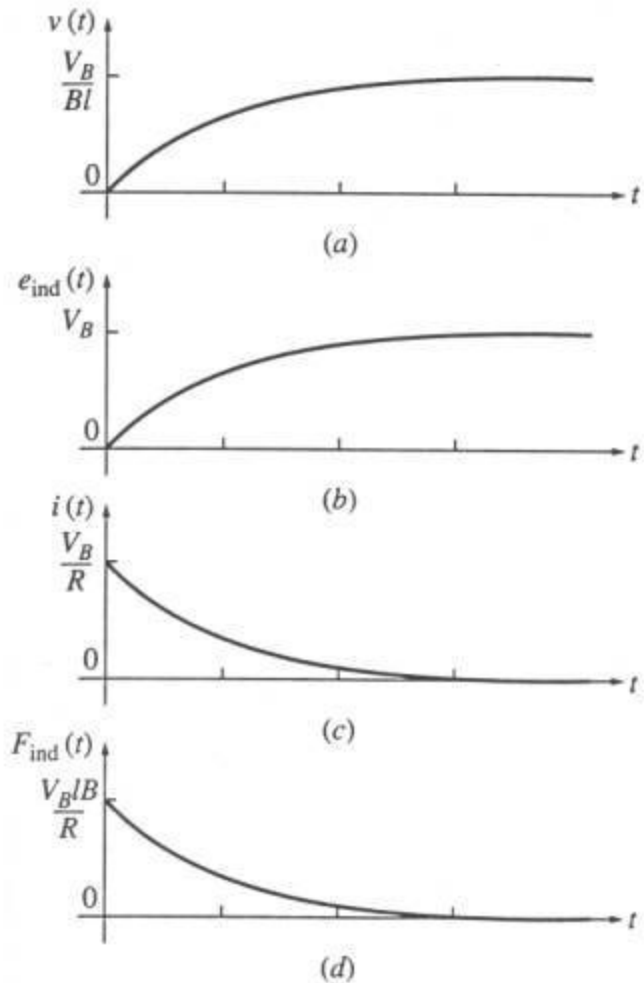 v (t)
V_B
Bl
0
t
(a)
e_ind (t)
V_B
0
t
(b)
i (t)
V_B
R
0
t
(c)
F_ind (t)
V_B lB
R
0
t
(d)